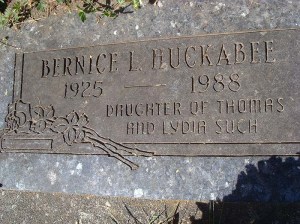 BERNICE L. HUCKABEE
1925 — 1988
DAUGHTER OF THOMAS
AND LYDIA SUCH